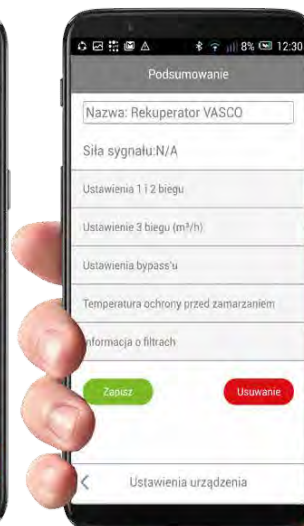 8% 12:30
Podsumowanie
Nazwa: Rekuperator VASCO
Siła sygnału:N/A
Ustawienia 1 i 2 biegu
Ustawienie 3 biegu (m³/h)
Ustawienia bypass'u
Temperatura ochrony przed zamarzaniem
nformacja o filtrach
Zapisz Usuwanie
Ustawienia urządzenia